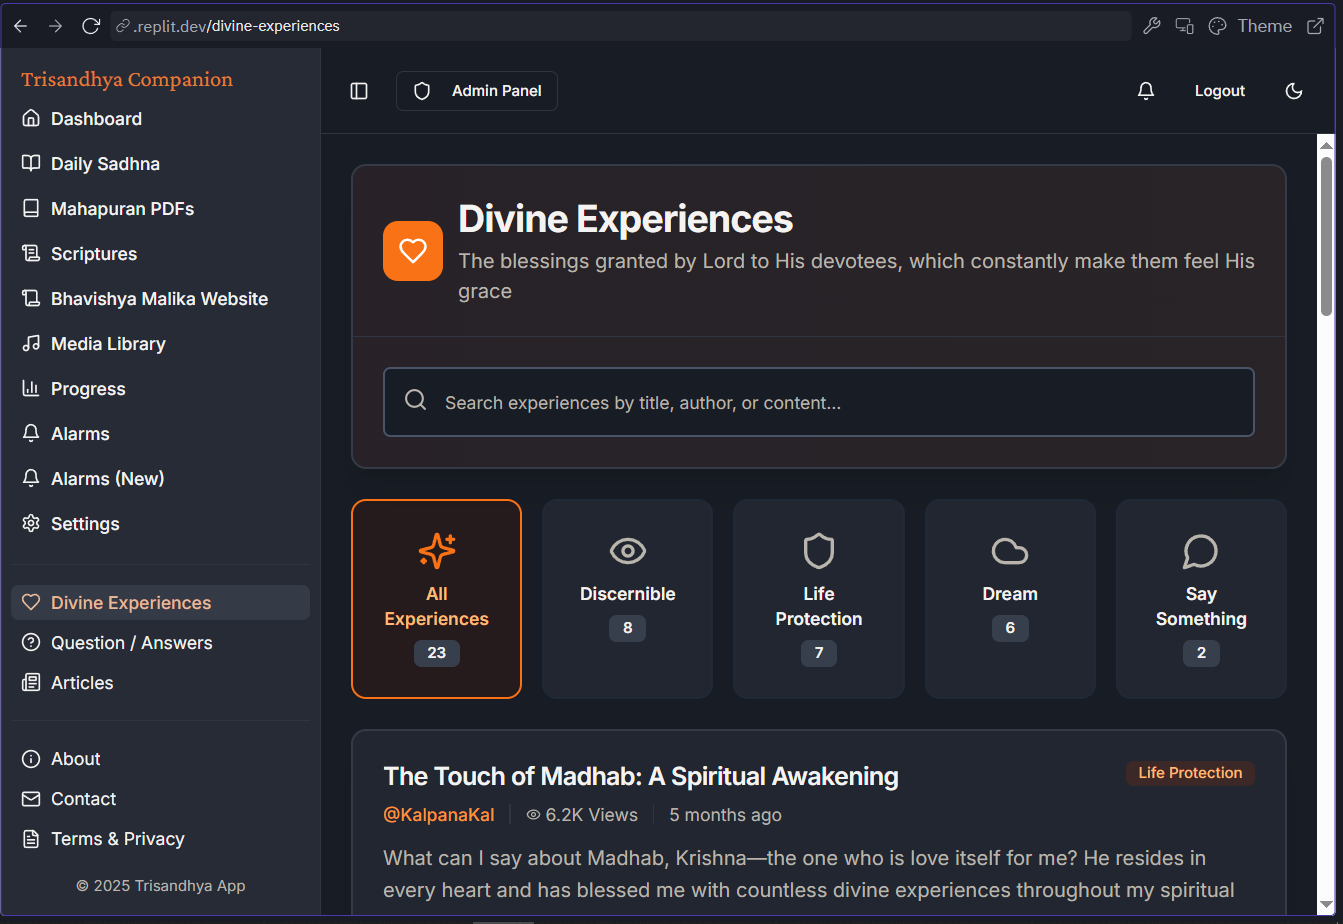 .replit.dev/divine-experiences
Theme
Trisandhya Companion
Dashboard
Daily Sadhna
Mahapuran PDFs
Scriptures
Bhavishya Malika Website
Media Library
Progress
Alarms
Alarms (New)
Settings
Divine Experiences
Question / Answers
Articles
About
Contact
Terms & Privacy
© 2025 Trisandhya App
Admin Panel
Logout
Divine Experiences
The blessings granted by Lord to His devotees, which constantly make them feel His
grace
Search experiences by title, author, or content...
All
Experiences
23
Discernible
8
Life
Protection
7
Dream
6
Say
Something
2
The Touch of Madhab: A Spiritual Awakening
Life Protection
@KalpanaKal
6.2K Views
5 months ago
What can I say about Madhab, Krishna—the one who is love itself for me? He resides in
every heart and has blessed me with countless divine experiences throughout my spiritual